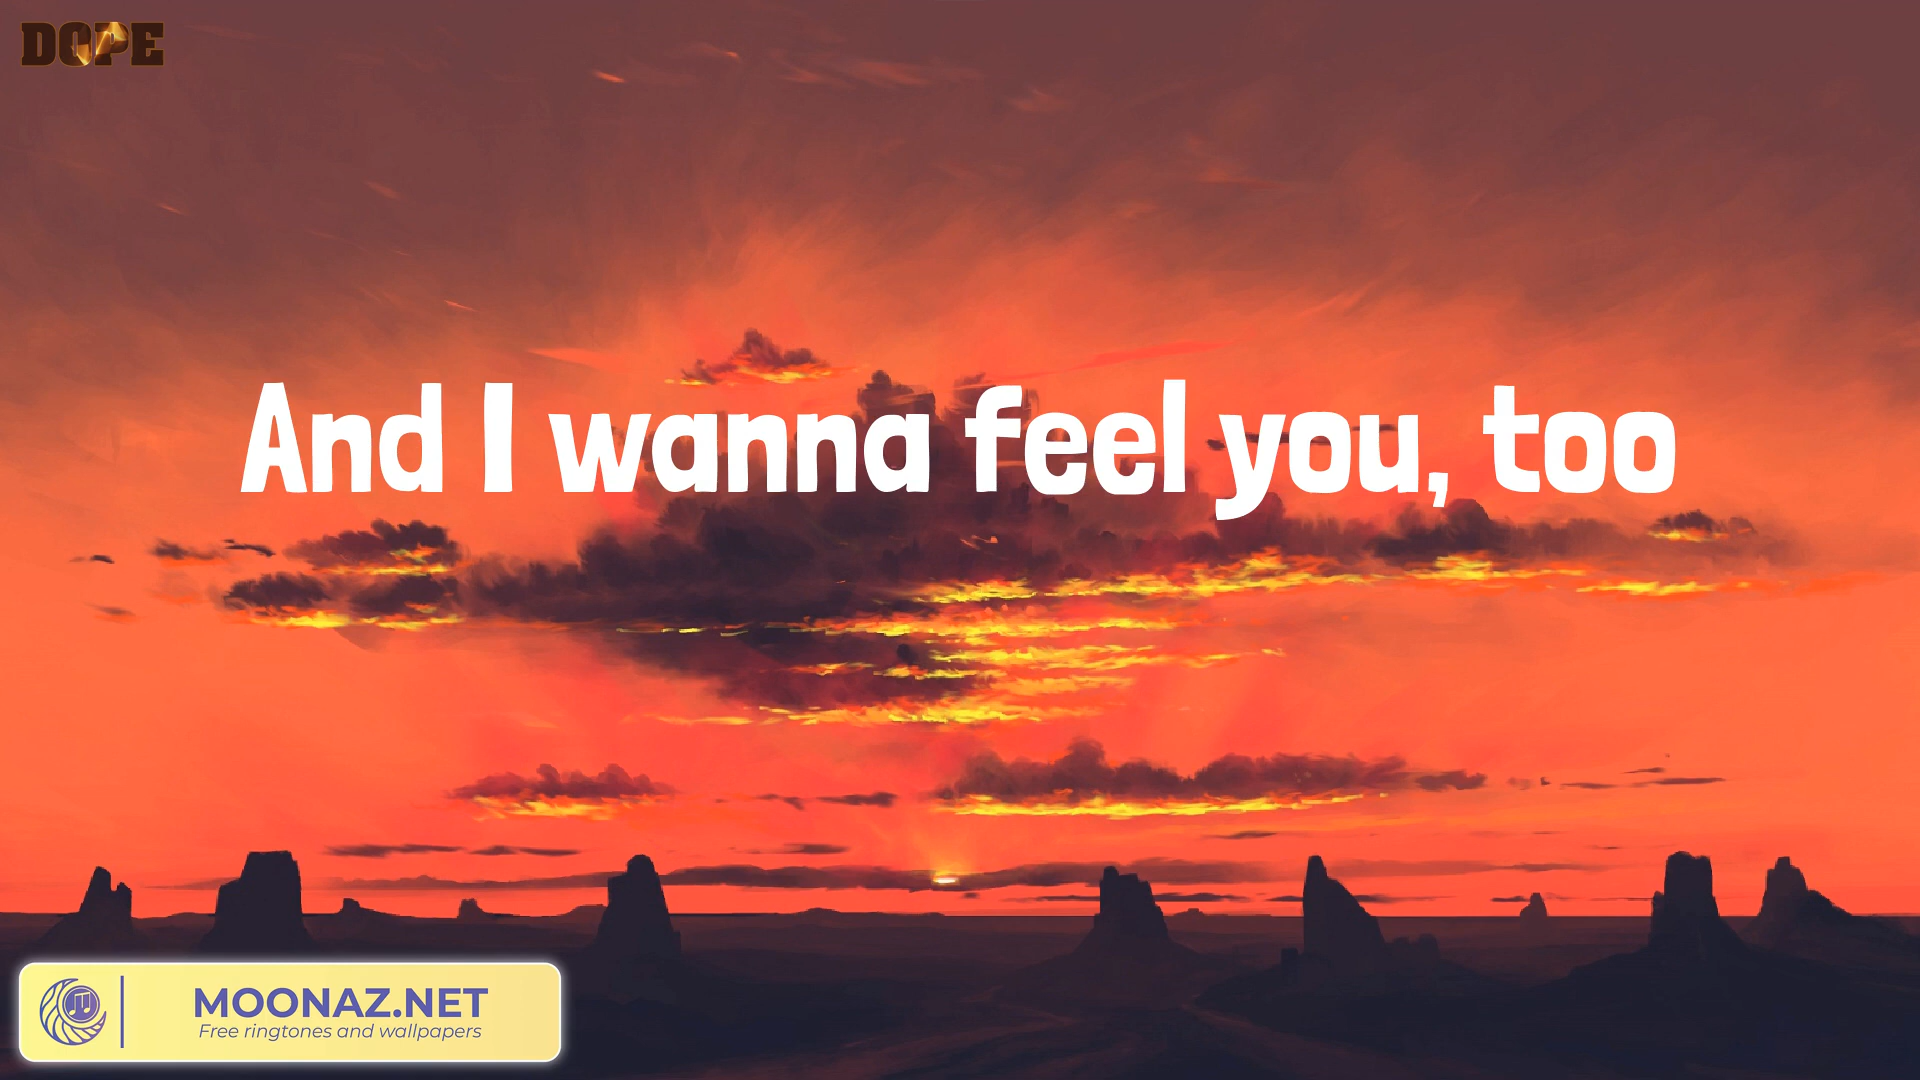 DOPE
And I wanna feel you, too
MOONAZ.NET
Free ringtones and wallpapers